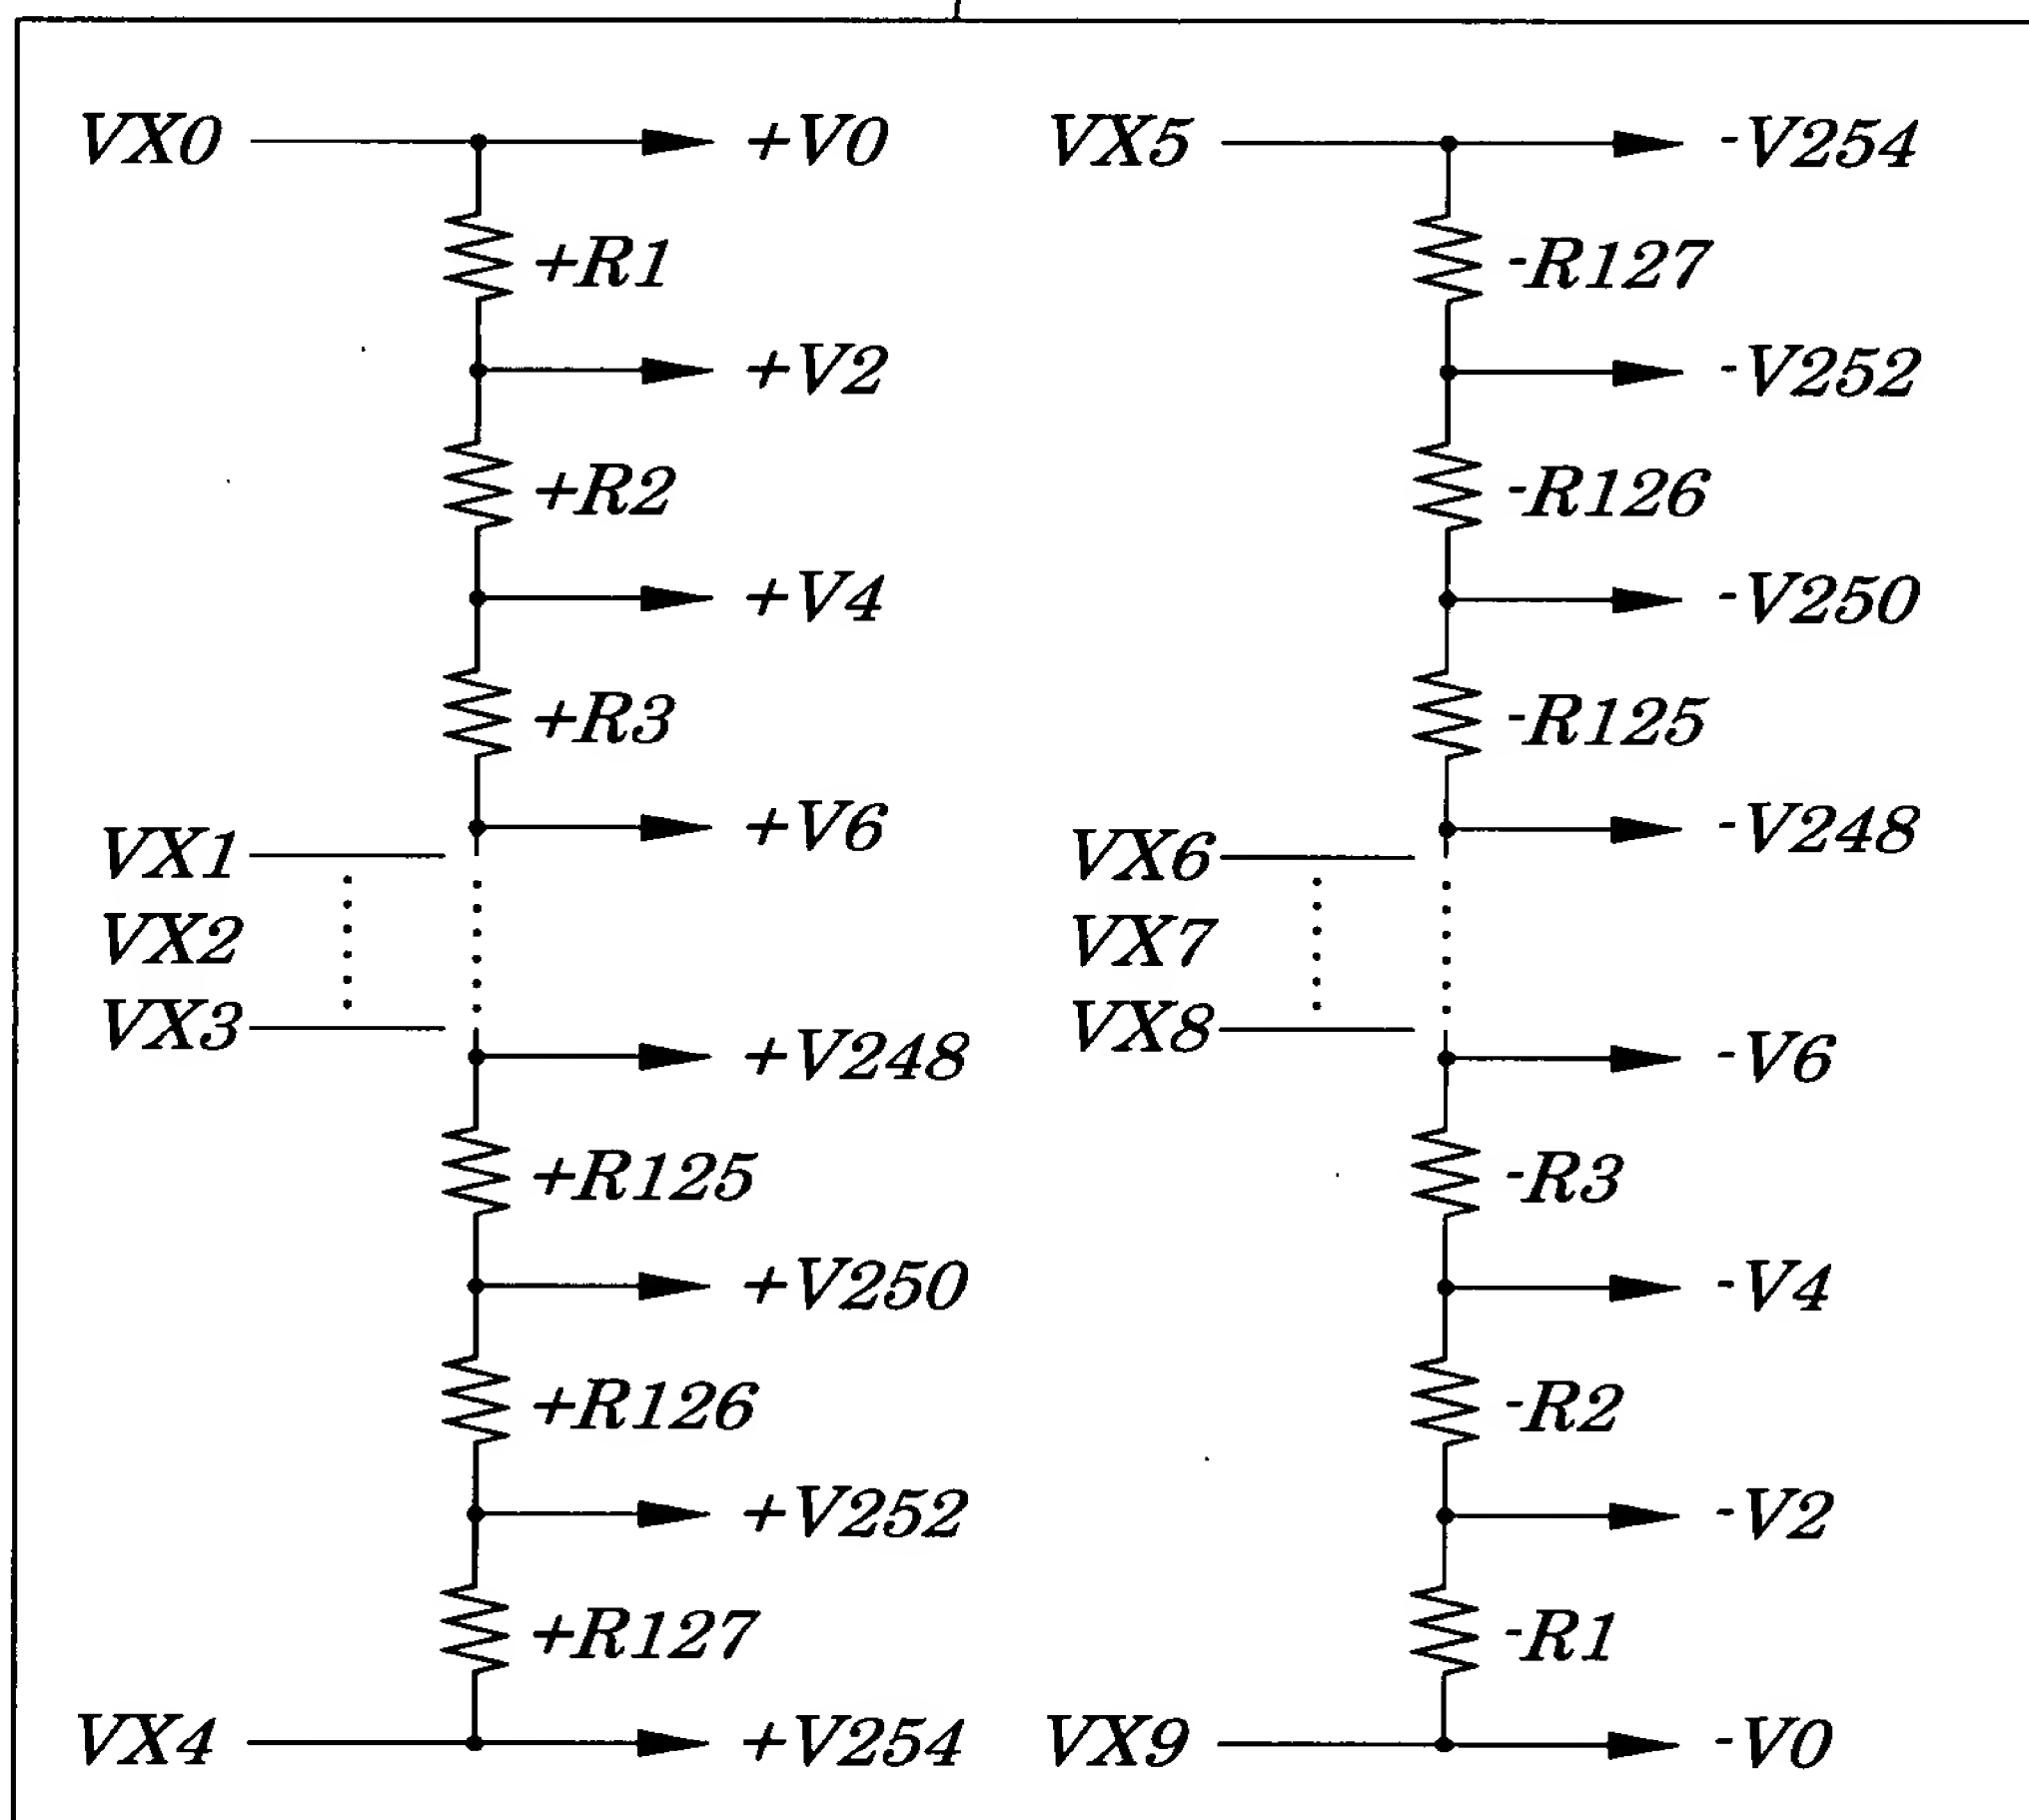 VX0
+V0
+R1
+V2
+R2
+V4
+R3
+V6
VX1
VX2
VX3
+V248
+R125
+V250
+R126
+V252
+R127
VX4
+V254
VX5
-V254
-R127
-V252
-R126
-V250
-R125
-V248
VX6
VX7
VX8
-V6
-R3
-V4
-R2
-V2
-R1
VX9
-V0